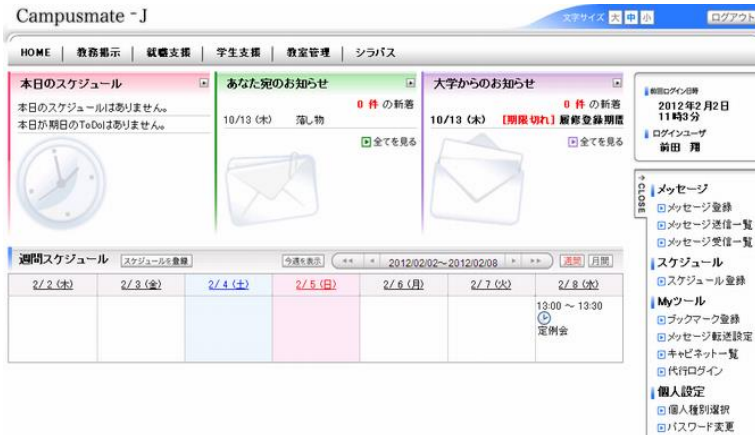 Campusmate-J
文字サイズ 大 中 小
ログアウト
HOME | 教務掲示 | 就職支援 | 学生支援 | 教室管理 | シラバス
本日のスケジュール
本日のスケジュールはありません。
本日が期日のToDoはありません。
あなた宛のお知らせ
0 件 の新着
10/13 (木) 落し物
全てを見る
大学からのお知らせ
0 件 の新着
10/13 (木) [期限切れ] 履修登録期間
全てを見る
前回ログイン日時
2012年2月2日
11時3分
ログインユーザ
前田 翔
CLOSE
メッセージ
メッセージ登録
メッセージ送信一覧
メッセージ受信一覧
スケジュール
スケジュール登録
Myツール
ブックマーク登録
メッセージ転送設定
キャビネット一覧
代行ログイン
個人設定
個人種別選択
パスワード変更
週間スケジュール スケジュールを登録
今週を表示 2012/02/02～2012/02/08 週間 月間
2/2 (木) 2/3 (金) 2/4 (土) 2/5 (日) 2/6 (月) 2/7 (火) 2/8 (水)
13:00 ～ 13:30
定例会